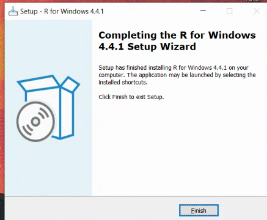 Setup - R for Windows 4.4.1
Completing the R for Windows
4.4.1 Setup Wizard
Setup has finished installing R for Windows 4.4.1 on your
computer. The application may be launched by selecting the
installed shortcuts.
Click Finish to exit Setup.
Finish